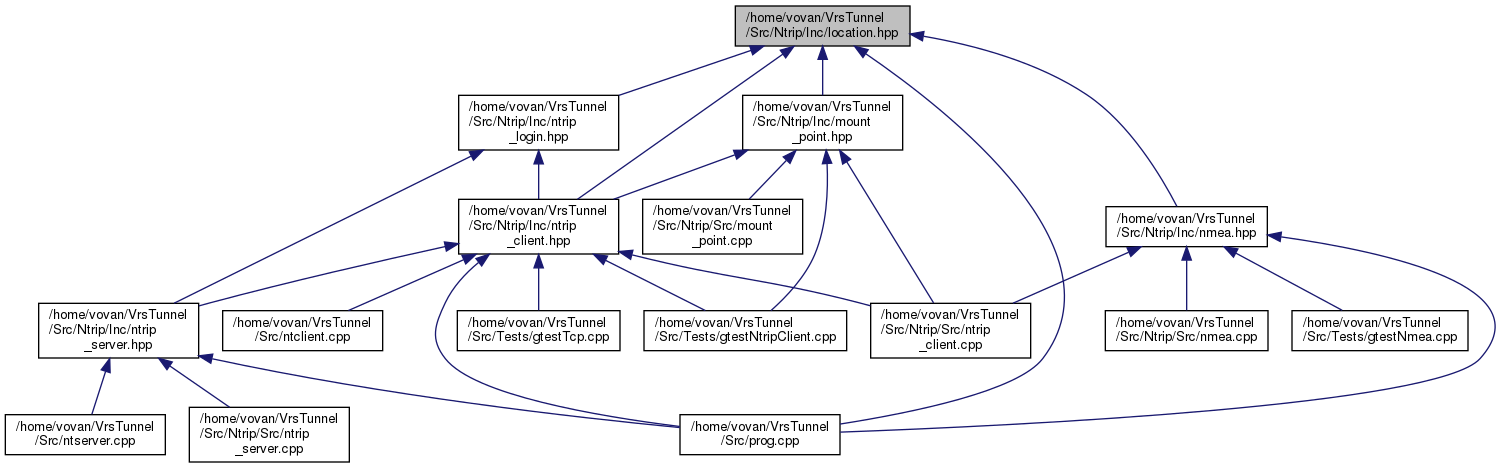 /home/vovan/VrsTunnel
/Src/Ntrip/Inc/location.hpp
/home/vovan/VrsTunnel
/Src/Ntrip/Inc/ntrip
_login.hpp
/home/vovan/VrsTunnel
/Src/Ntrip/Inc/mount
_point.hpp
/home/vovan/VrsTunnel
/Src/Ntrip/Inc/ntrip
_client.hpp
/home/vovan/VrsTunnel
/Src/Ntrip/Src/mount
_point.cpp
/home/vovan/VrsTunnel
/Src/Ntrip/Inc/nmea.hpp
/home/vovan/VrsTunnel
/Src/Ntrip/Inc/ntrip
_server.hpp
/home/vovan/VrsTunnel
/Src/ntclient.cpp
/home/vovan/VrsTunnel
/Src/Tests/gtestTcp.cpp
/home/vovan/VrsTunnel
/Src/Tests/gtestNtripClient.cpp
/home/vovan/VrsTunnel
/Src/Ntrip/Src/ntrip
_client.cpp
/home/vovan/VrsTunnel
/Src/Ntrip/Src/nmea.cpp
/home/vovan/VrsTunnel
/Src/Tests/gtestNmea.cpp
/home/vovan/VrsTunnel
/Src/ntserver.cpp
/home/vovan/VrsTunnel
/Src/Ntrip/Src/ntrip
_server.cpp
/home/vovan/VrsTunnel
/Src/prog.cpp